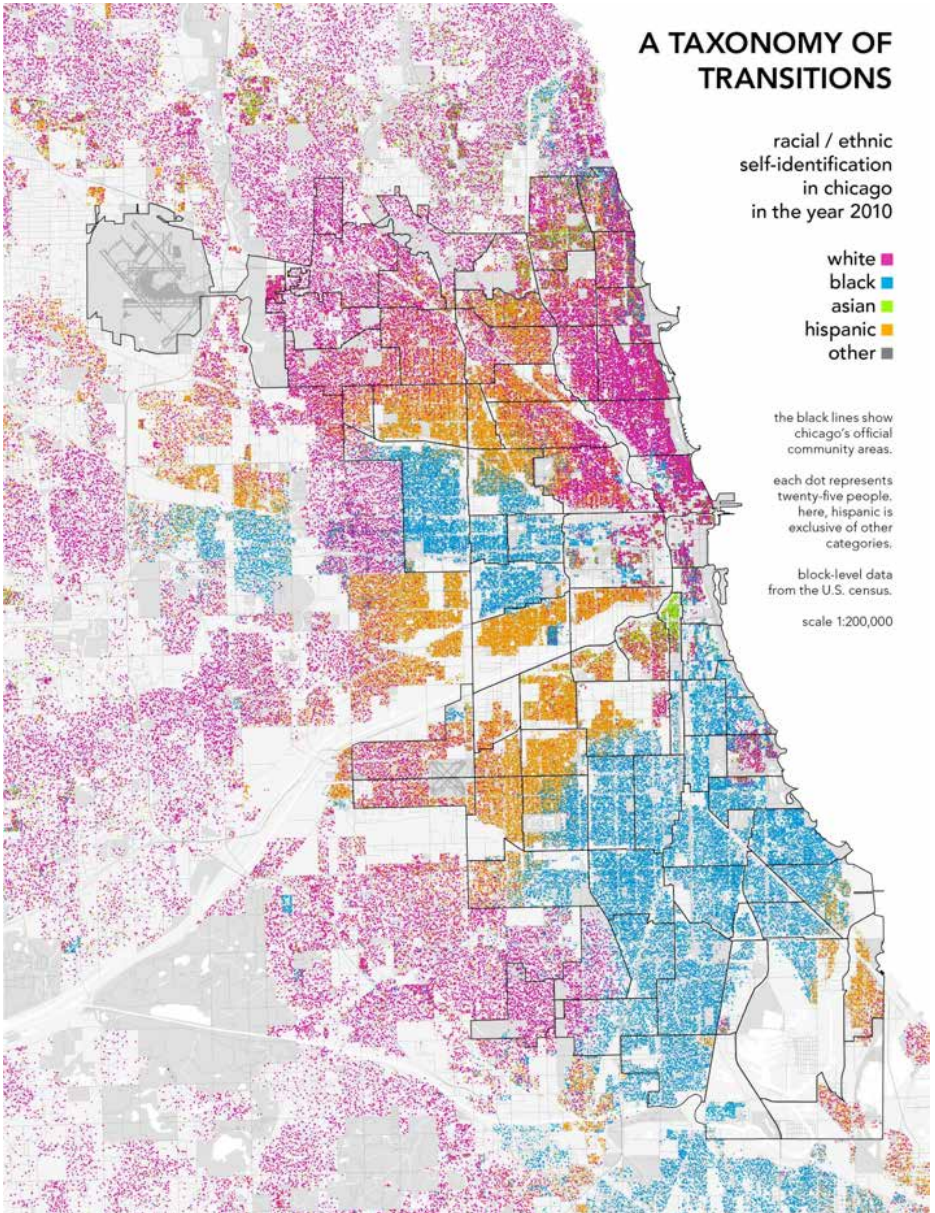 A TAXONOMY OF
TRANSITIONS
racial / ethnic
self-identification
in chicago
in the year 2010
white
black
asian
hispanic
other
the black lines show
chicago's official
community areas.
each dot represents
twenty-five people.
here, hispanic is
exclusive of other
categories.
block-level data
from the U.S. census.
scale 1:200,000